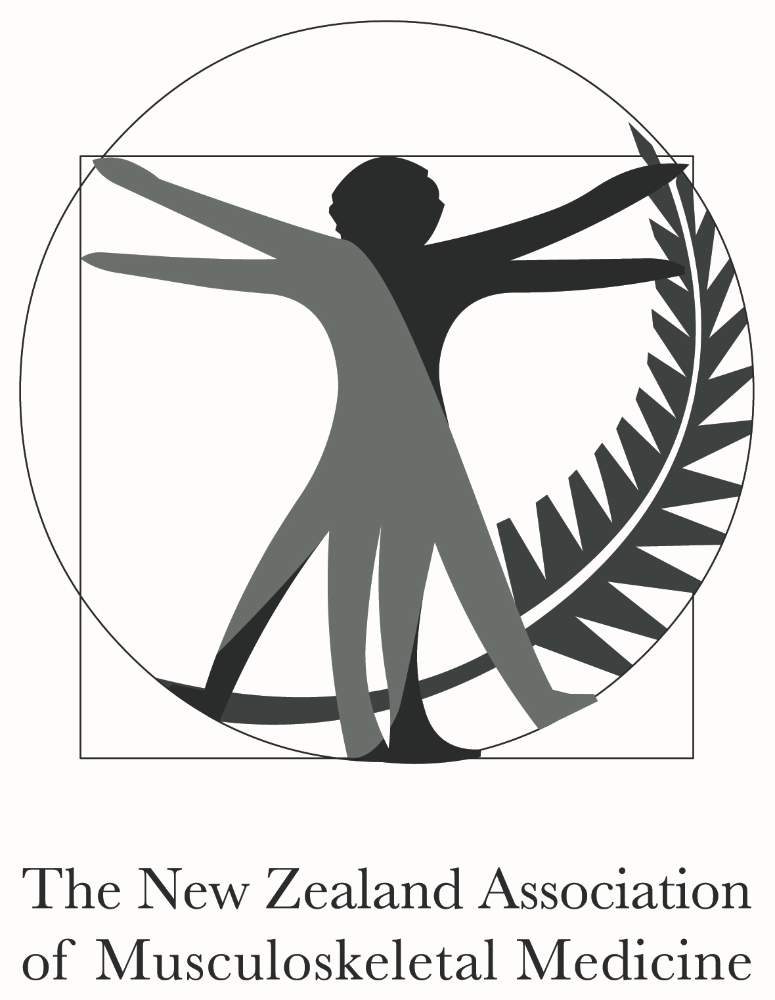 The New Zealand Association
of Musculoskeletal Medicine